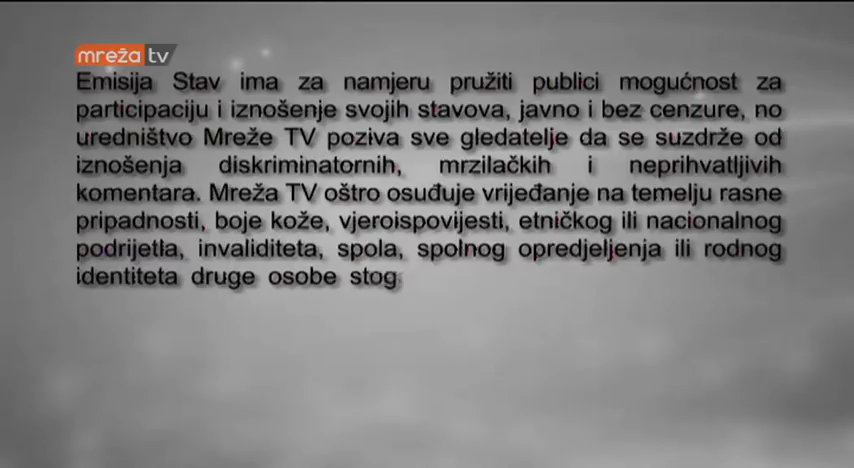 mreža tv
Emisija Stav ima za namjeru pružiti publici mogućnost za
participaciju i iznošenje svojih stavova, javno i bez cenzure, no
uredništvo Mreže TV poziva sve gledatelje da se suzdrže od
iznošenja diskriminatornih, mrzilačkih i neprihvatljivih
komentara. Mreža TV oštro osuđuje vrijeđanje na temelju rasne
pripadnosti, boje kože, vjeroispovijesti, etničkog ili nacionalnog
podrijetla, invaliditeta, spola, spolnog opredjeljenja ili rodnog
identiteta druge osobe stog